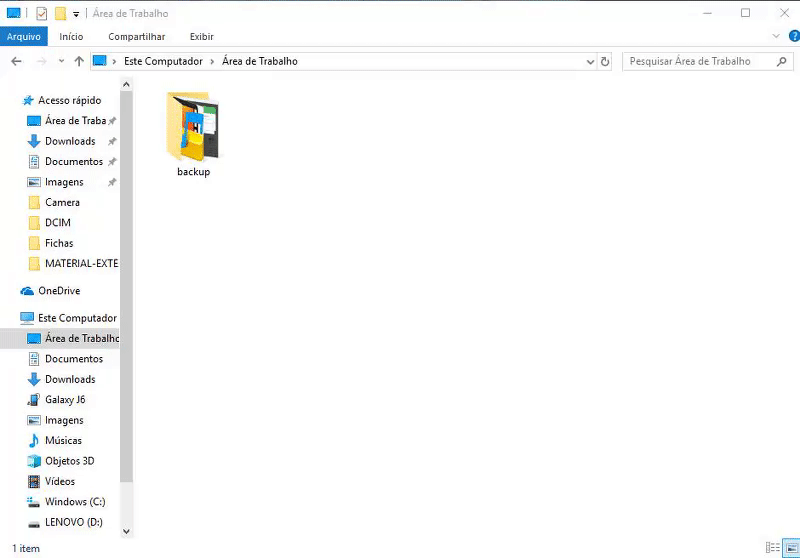 Área de Trabalho
Arquivo Início Compartilhar Exibir
Este Computador Área de Trabalho
Pesquisar Área de Trabalho
Acesso rápido
Área de Traba
Downloads
Documentos
Imagens
Camera
DCIM
Fichas
MATERIAL-EXTE
OneDrive
Este Computador
Área de Trabalho
Documentos
Downloads
Galaxy J6
Imagens
Músicas
Objetos 3D
Vídeos
Windows (C:)
LENOVO (D:)
backup
1 item